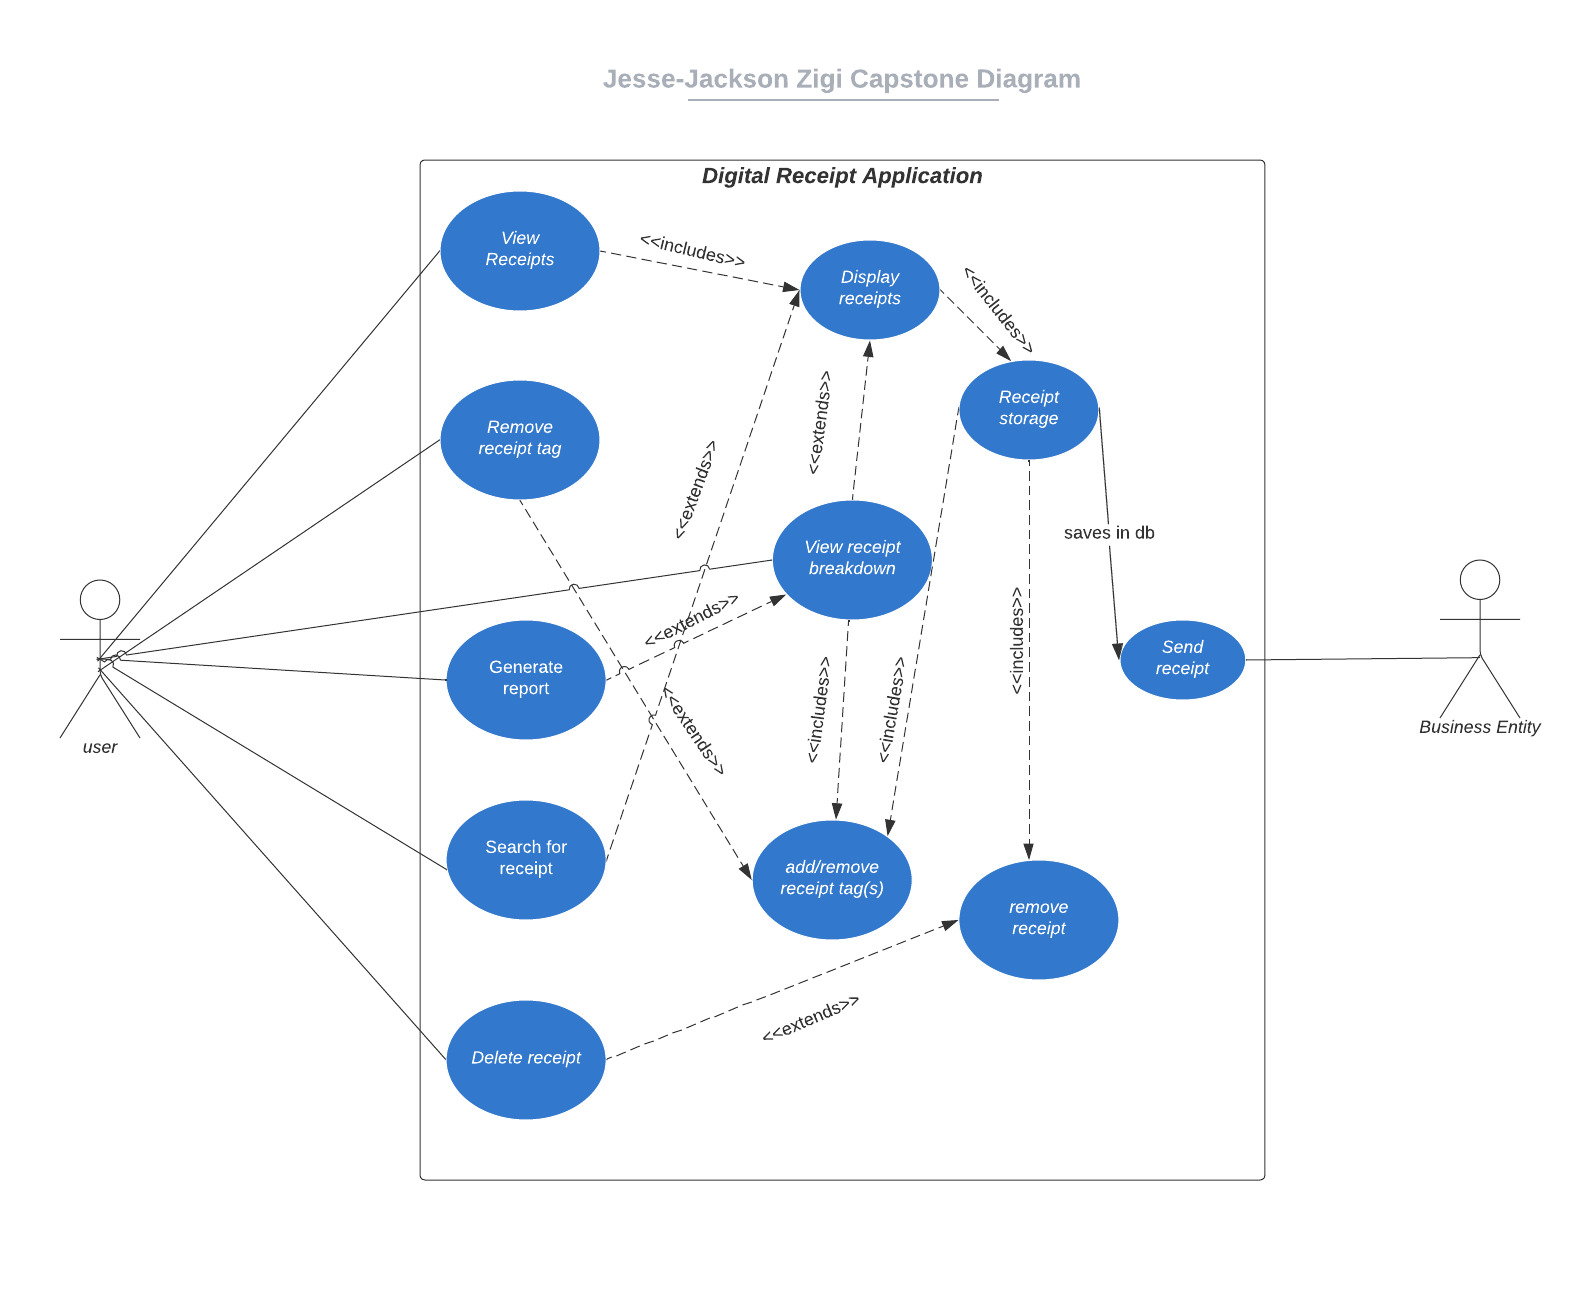 Jesse-Jackson Zigi Capstone Diagram
Digital Receipt Application
View
Receipts
<<includes>>
Display
receipts
<<includes>>
Receipt
storage
Remove
receipt tag
<<extends>>
<<extends>>
View receipt
breakdown
saves in db
<<extends>>
Generate
report
<<extends>>
<<includes>>
<<includes>>
<<includes>>
Send
receipt
user
Business Entity
Search for
receipt
add/remove
receipt tag(s)
remove
receipt
<<extends>>
Delete receipt